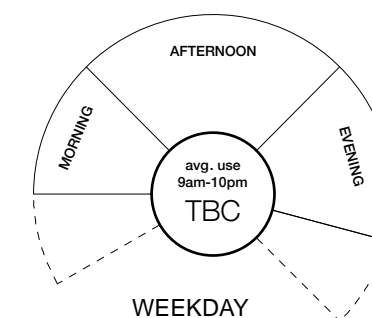 AFTERNOON
MORNING
EVENING
avg. use
9am-10pm
TBC
WEEKDAY